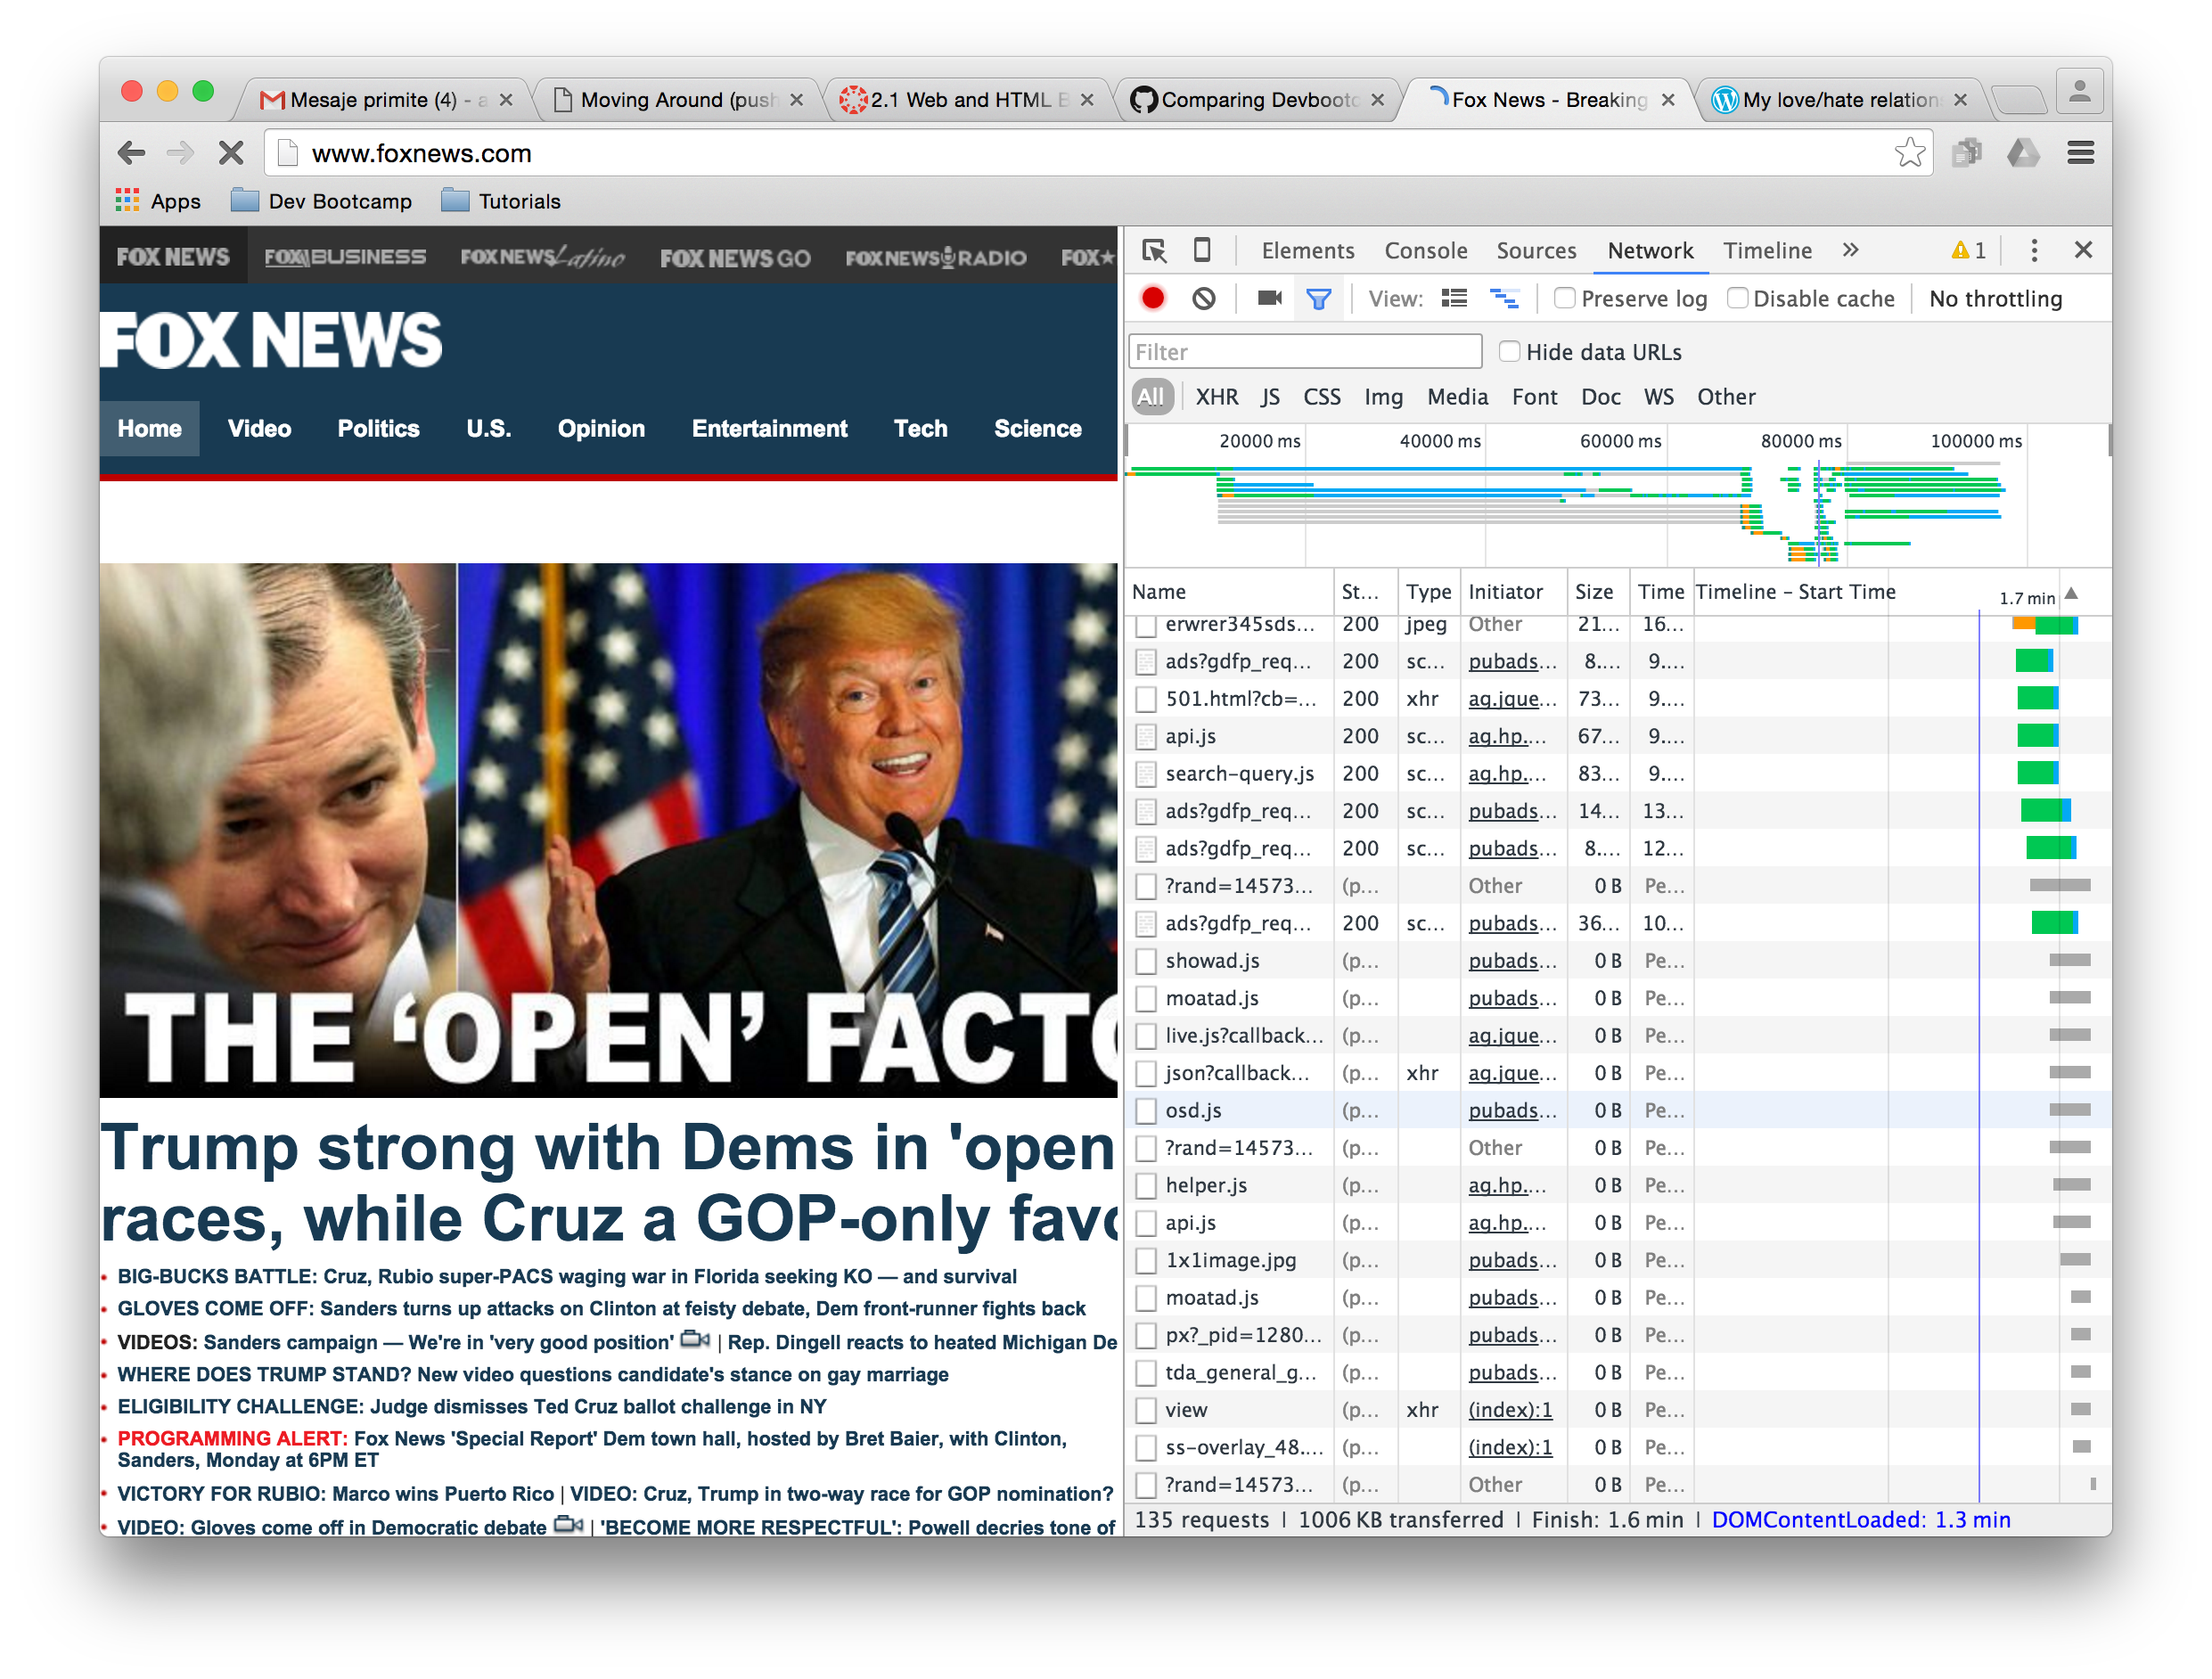 Mesaje primite (4) - a
Moving Around (push
2.1 Web and HTML B
Comparing Devbootc
Fox News - Breaking
My love/hate relation
www.foxnews.com
Apps
Dev Bootcamp
Tutorials
FOX NEWS
FOX BUSINESS
FOX NEWS Latino
FOX NEWS GO
FOX NEWS RADIO
FOX
FOX NEWS
Home Video Politics U.S. Opinion Entertainment Tech Science
THE ‘OPEN’ FACTO
Trump strong with Dems in 'open
races, while Cruz a GOP-only favo
BIG-BUCKS BATTLE: Cruz, Rubio super-PACS waging war in Florida seeking KO — and survival
GLOVES COME OFF: Sanders turns up attacks on Clinton at feisty debate, Dem front-runner fights back
VIDEOS: Sanders campaign — We're in 'very good position' | Rep. Dingell reacts to heated Michigan De
WHERE DOES TRUMP STAND? New video questions candidate's stance on gay marriage
ELIGIBILITY CHALLENGE: Judge dismisses Ted Cruz ballot challenge in NY
PROGRAMMING ALERT: Fox News 'Special Report' Dem town hall, hosted by Bret Baier, with Clinton,
Sanders, Monday at 6PM ET
VICTORY FOR RUBIO: Marco wins Puerto Rico | VIDEO: Cruz, Trump in two-way race for GOP nomination?
VIDEO: Gloves come off in Democratic debate | 'BECOME MORE RESPECTFUL': Powell decries tone of
Elements Console Sources Network Timeline » 1
View: Preserve log Disable cache No throttling
Filter Hide data URLs
All XHR JS CSS Img Media Font Doc WS Other
20000 ms 40000 ms 60000 ms 80000 ms 100000 ms
Name St... Type Initiator Size Time Timeline – Start Time 1.7 min
erwrer345sds... 200 jpeg Other 21... 16...
ads?gdfp_req... 200 sc... pubads... 8.... 9....
501.html?cb=... 200 xhr ag.jque... 73... 9....
api.js 200 sc... ag.hp.... 67... 9....
search-query.js 200 sc... ag.hp.... 83... 9....
ads?gdfp_req... 200 sc... pubads... 14... 13...
ads?gdfp_req... 200 sc... pubads... 8.... 12...
?rand=14573... (p... Other 0 B Pe...
ads?gdfp_req... 200 sc... pubads... 36... 10...
showad.js (p... pubads... 0 B Pe...
moatad.js (p... pubads... 0 B Pe...
live.js?callback... (p... ag.jque... 0 B Pe...
json?callback... (p... xhr ag.jque... 0 B Pe...
osd.js (p... pubads... 0 B Pe...
?rand=14573... (p... Other 0 B Pe...
helper.js (p... ag.hp.... 0 B Pe...
api.js (p... ag.hp.... 0 B Pe...
1x1image.jpg (p... pubads... 0 B Pe...
moatad.js (p... pubads... 0 B Pe...
px?_pid=1280... (p... pubads... 0 B Pe...
tda_general_g... (p... pubads... 0 B Pe...
view (p... xhr (index):1 0 B Pe...
ss-overlay_48.... (p... (index):1 0 B Pe...
?rand=14573... (p... Other 0 B Pe...
135 requests | 1006 KB transferred | Finish: 1.6 min | DOMContentLoaded: 1.3 min